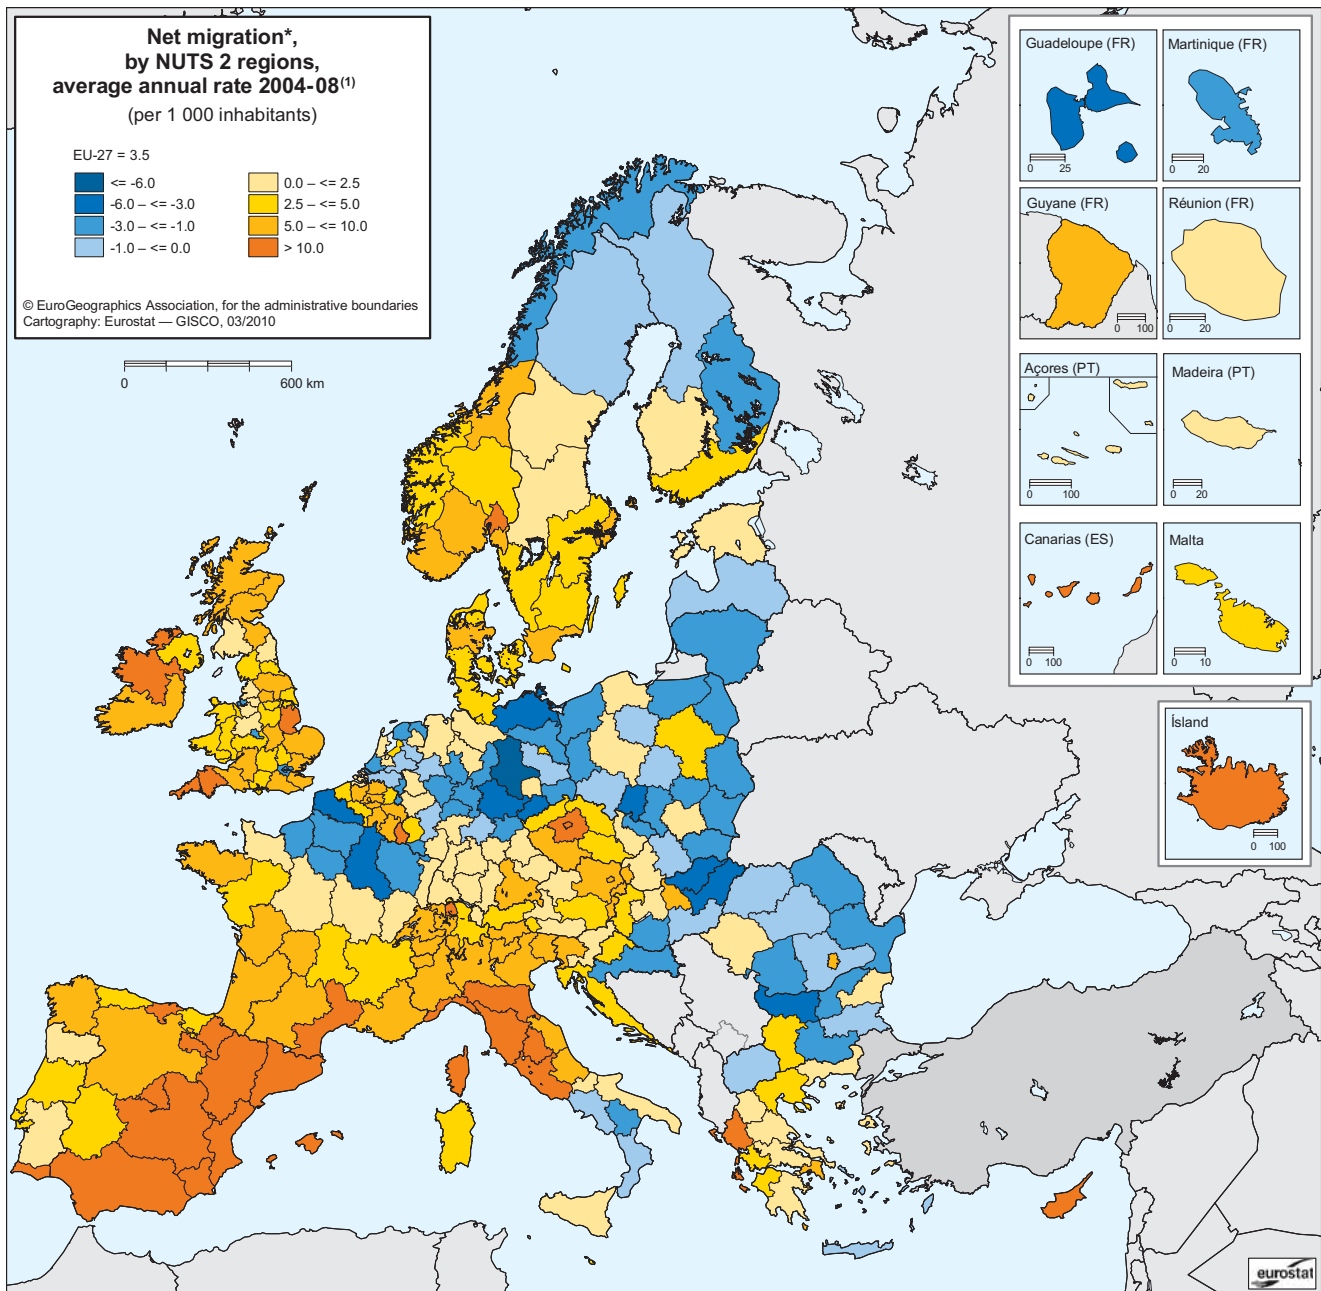 Net migration*,
by NUTS 2 regions,
average annual rate 2004-08(1)
(per 1 000 inhabitants)
EU-27 = 3.5
<= -6.0
-6.0 – <= -3.0
-3.0 – <= -1.0
-1.0 – <= 0.0
0.0 – <= 2.5
2.5 – <= 5.0
5.0 – <= 10.0
> 10.0
© EuroGeographics Association, for the administrative boundaries
Cartography: Eurostat — GISCO, 03/2010
0 600 km
Guadeloupe (FR)
0 25
Martinique (FR)
0 20
Guyane (FR)
0 100
Réunion (FR)
0 20
Açores (PT)
0 100
Madeira (PT)
0 20
Canarias (ES)
0 100
Malta
0 10
Ísland
0 100
eurostat